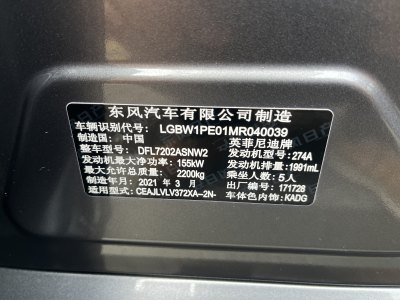 东风汽车有限公司制造
车辆识别代号：LGBW1PE01MR040039
制造国：中国 英菲尼迪牌
整车型号：DFL7202ASNW2 发动机型号：274A
发动机最大净功率：155kW 发动机排量：1991mL
最大允许总质量：2200kg 乘坐人数：5人
制造年月：2021年3月 出厂编号：171728
适用型式：CEAJLVLV372XA-2N- 车体色内饰：KADG